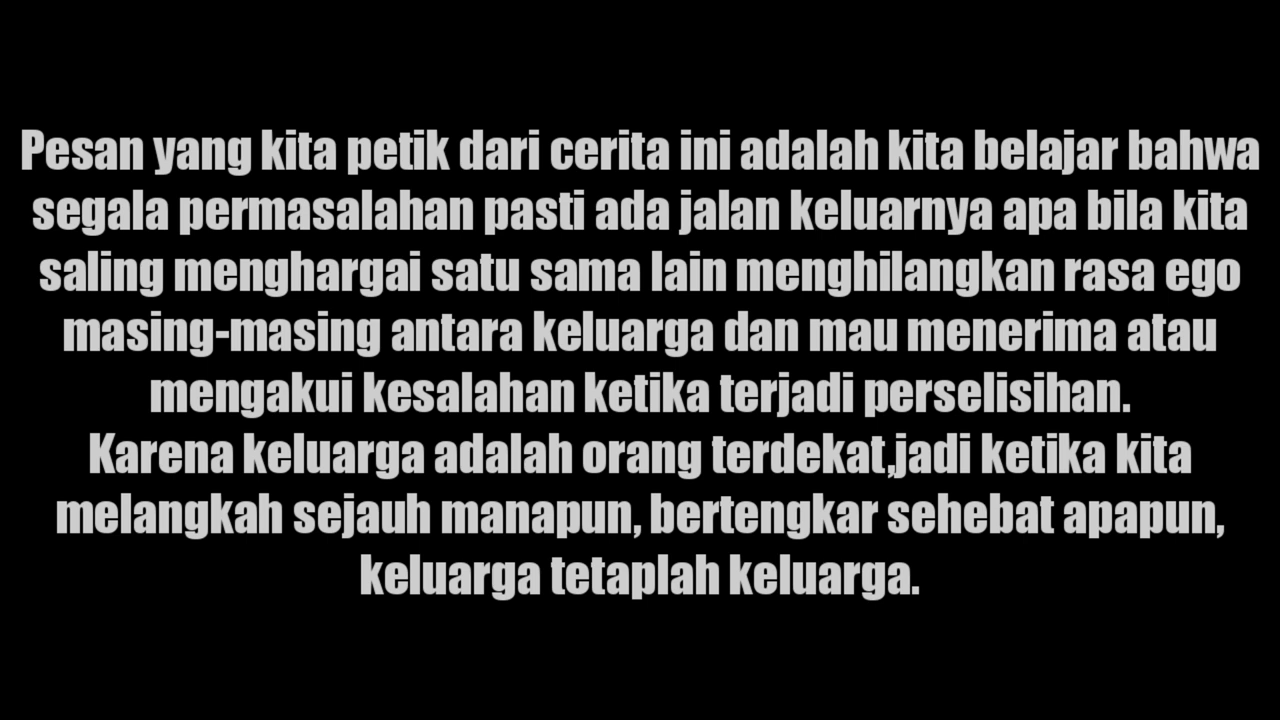 Pesan yang kita petik dari cerita ini adalah kita belajar bahwa
segala permasalahan pasti ada jalan keluarnya apa bila kita
saling menghargai satu sama lain menghilangkan rasa ego
masing-masing antara keluarga dan mau menerima atau
mengakui kesalahan ketika terjadi perselisihan.
Karena keluarga adalah orang terdekat,jadi ketika kita
melangkah sejauh manapun, bertengkar sehebat apapun,
keluarga tetaplah keluarga.